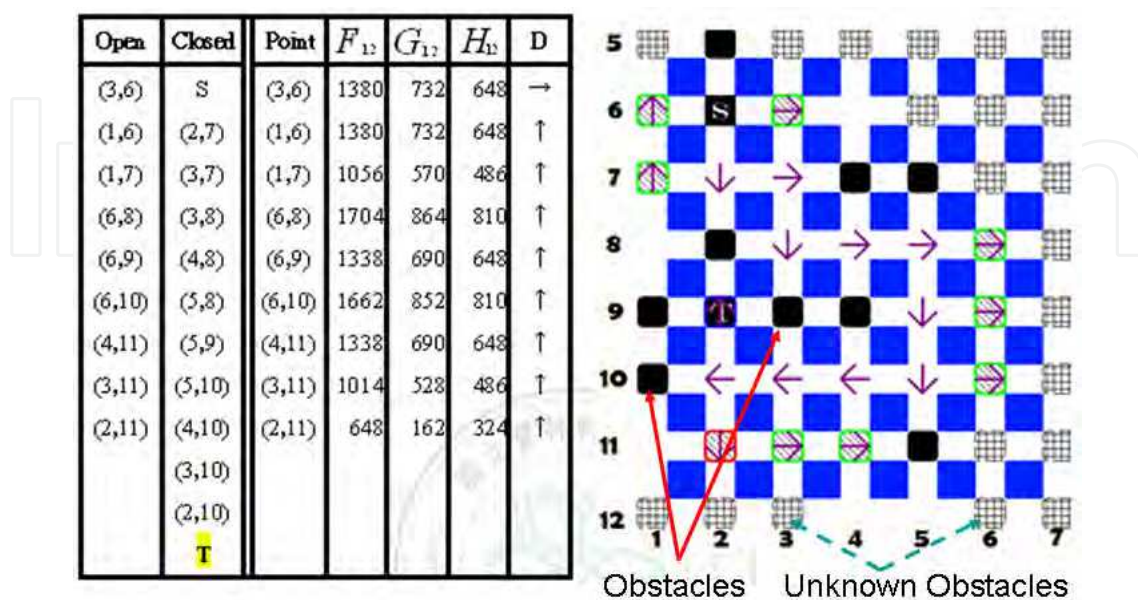 Open Closed Point F12 G12 H12 D
(3,6) S (3,6) 1380 732 648 →
(1,6) (2,7) (1,6) 1380 732 648 ↑
(1,7) (3,7) (1,7) 1056 570 486 ↑
(6,8) (3,8) (6,8) 1704 864 810 ↑
(6,9) (4,8) (6,9) 1338 690 648 ↑
(6,10) (5,8) (6,10) 1662 852 810 ↑
(4,11) (5,9) (4,11) 1338 690 648 ↑
(3,11) (5,10) (3,11) 1014 528 486 ↑
(2,11) (4,10) (2,11) 648 162 324 ↑
(3,10)
(2,10)
T
5
6 S
7
8
9 T
10
11
12
1 2 3 4 5 6 7
Obstacles Unknown Obstacles